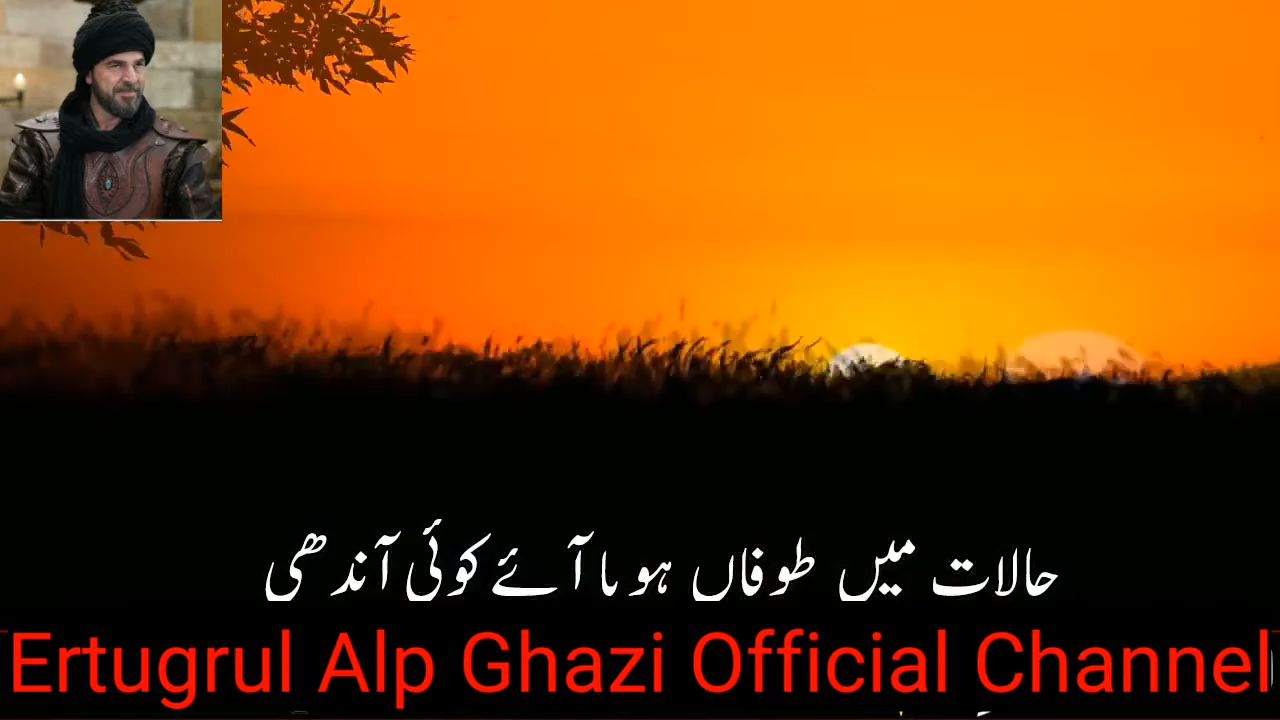 حالات میں طوفاں ہو یا آئے کوئی آندھی
Ertugrul Alp Ghazi Official Channel